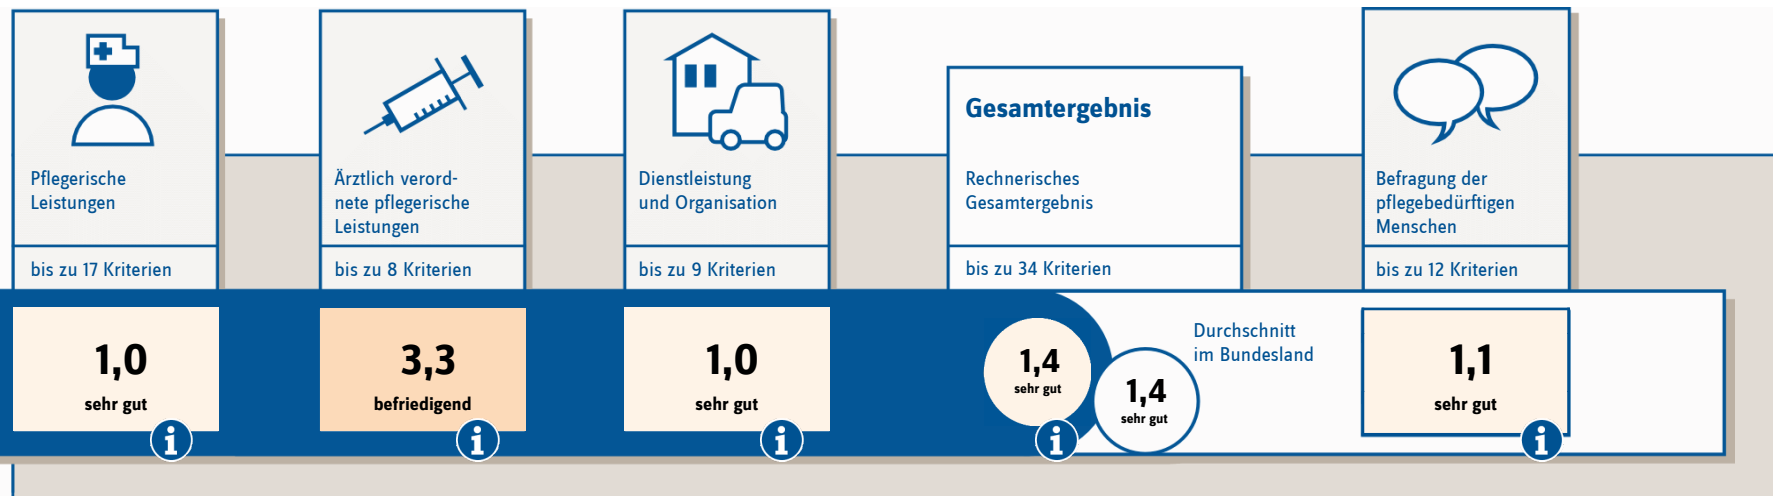 Pflegerische
Leistungen
bis zu 17 Kriterien
1,0
sehr gut
i
Ärztlich verord-
nete pflegerische
Leistungen
bis zu 8 Kriterien
3,3
befriedigend
i
Dienstleistung
und Organisation
bis zu 9 Kriterien
1,0
sehr gut
i
Gesamtergebnis
Rechnerisches
Gesamtergebnis
bis zu 34 Kriterien
1,4
sehr gut
i
Durchschnitt
im Bundesland
1,4
sehr gut
Befragung der
pflegebedürftigen
Menschen
bis zu 12 Kriterien
1,1
sehr gut
i